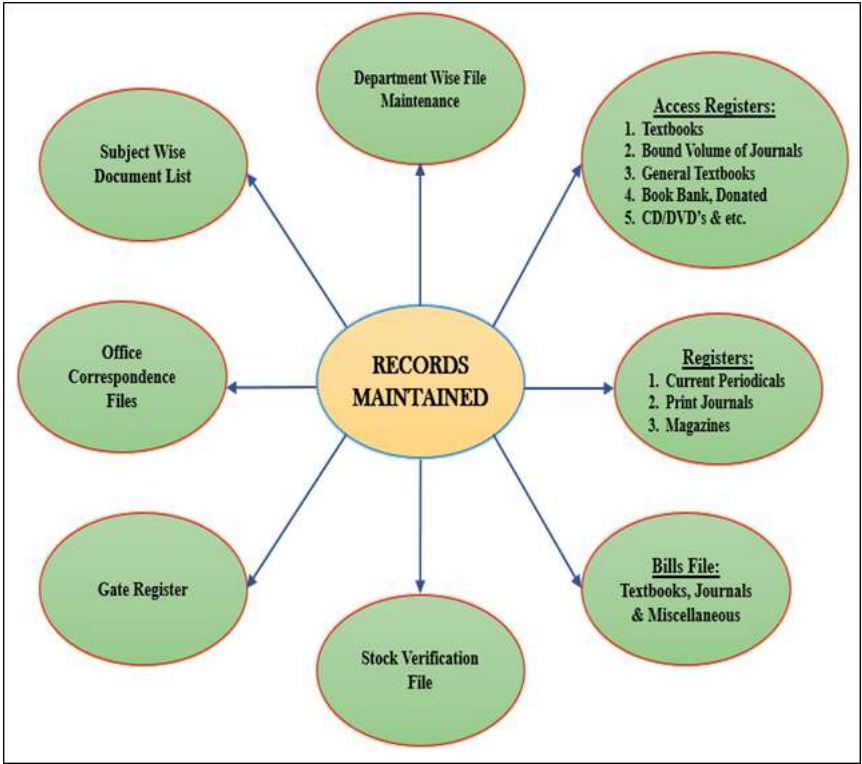 Department Wise File
Maintenance
Access Registers:
1. Textbooks
2. Bound Volume of Journals
3. General Textbooks
4. Book Bank, Donated
5. CD/DVD's & etc.
Subject Wise
Document List
RECORDS
MAINTAINED
Office
Correspondence
Files
Registers:
1. Current Periodicals
2. Print Journals
3. Magazines
Gate Register
Bills File:
Textbooks, Journals
& Miscellaneous
Stock Verification
File